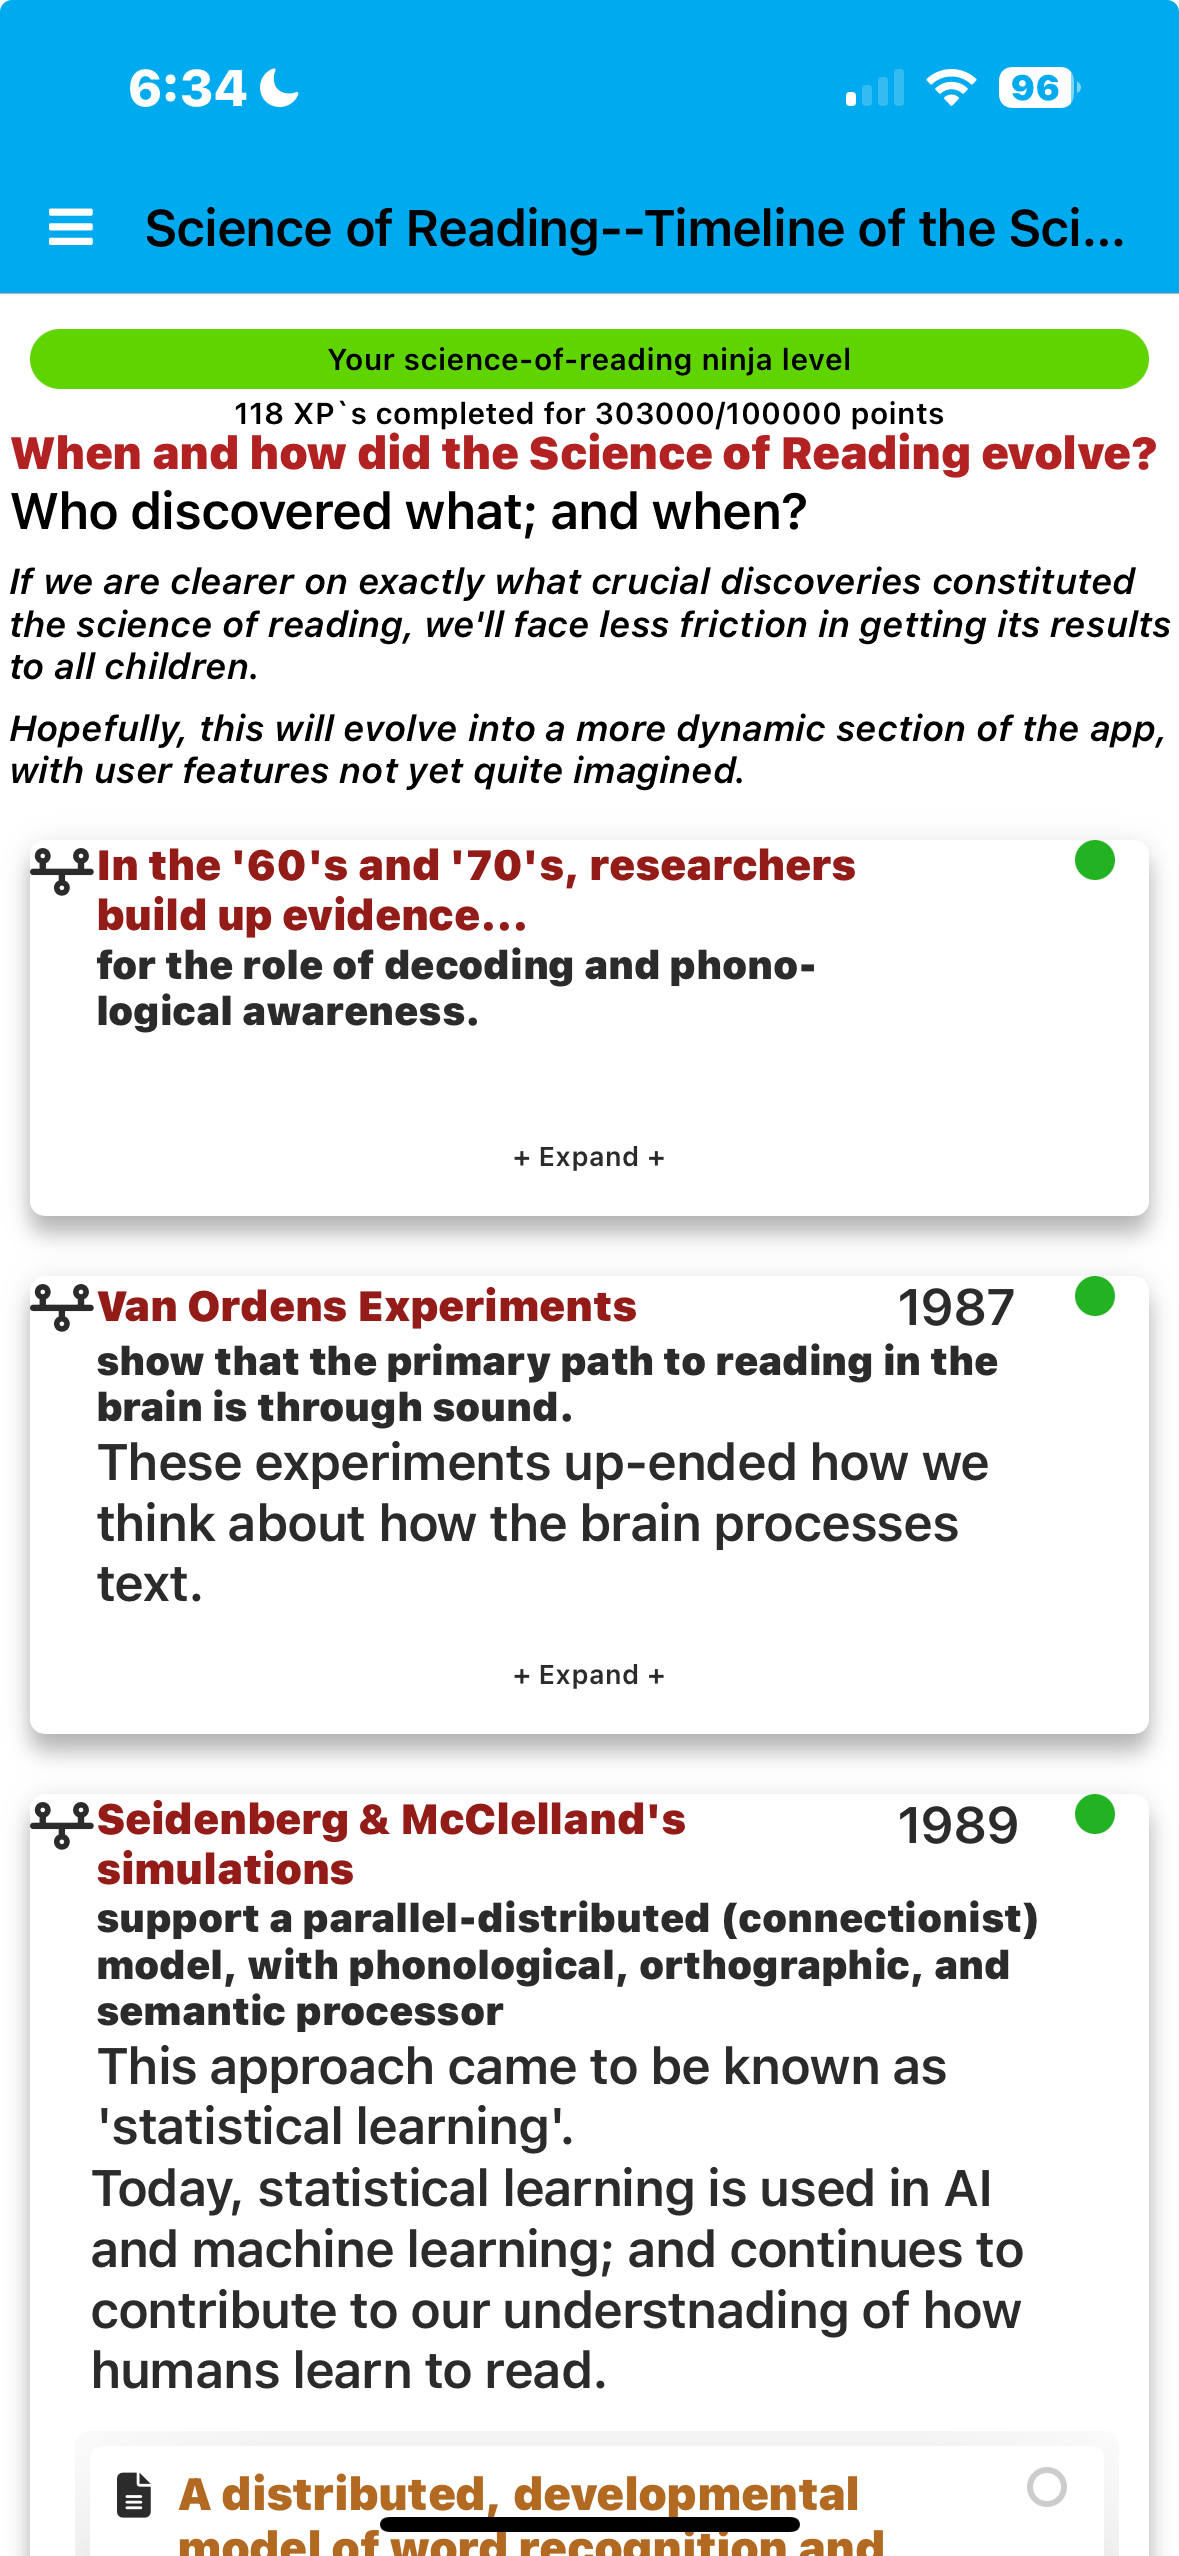 6:34
96
Science of Reading--Timeline of the Sci...
Your science-of-reading ninja level
118 XP`s completed for 303000/100000 points
When and how did the Science of Reading evolve?
Who discovered what; and when?
If we are clearer on exactly what crucial discoveries constituted
the science of reading, we'll face less friction in getting its results
to all children.
Hopefully, this will evolve into a more dynamic section of the app,
with user features not yet quite imagined.
In the '60's and '70's, researchers
build up evidence...
for the role of decoding and phono-
logical awareness.
+ Expand +
Van Ordens Experiments
1987
show that the primary path to reading in the
brain is through sound.
These experiments up-ended how we
think about how the brain processes
text.
+ Expand +
Seidenberg & McClelland's
1989
simulations
support a parallel-distributed (connectionist)
model, with phonological, orthographic, and
semantic processor
This approach came to be known as
'statistical learning'.
Today, statistical learning is used in AI
and machine learning; and continues to
contribute to our understnading of how
humans learn to read.
A distributed, developmental
model of word recognition and